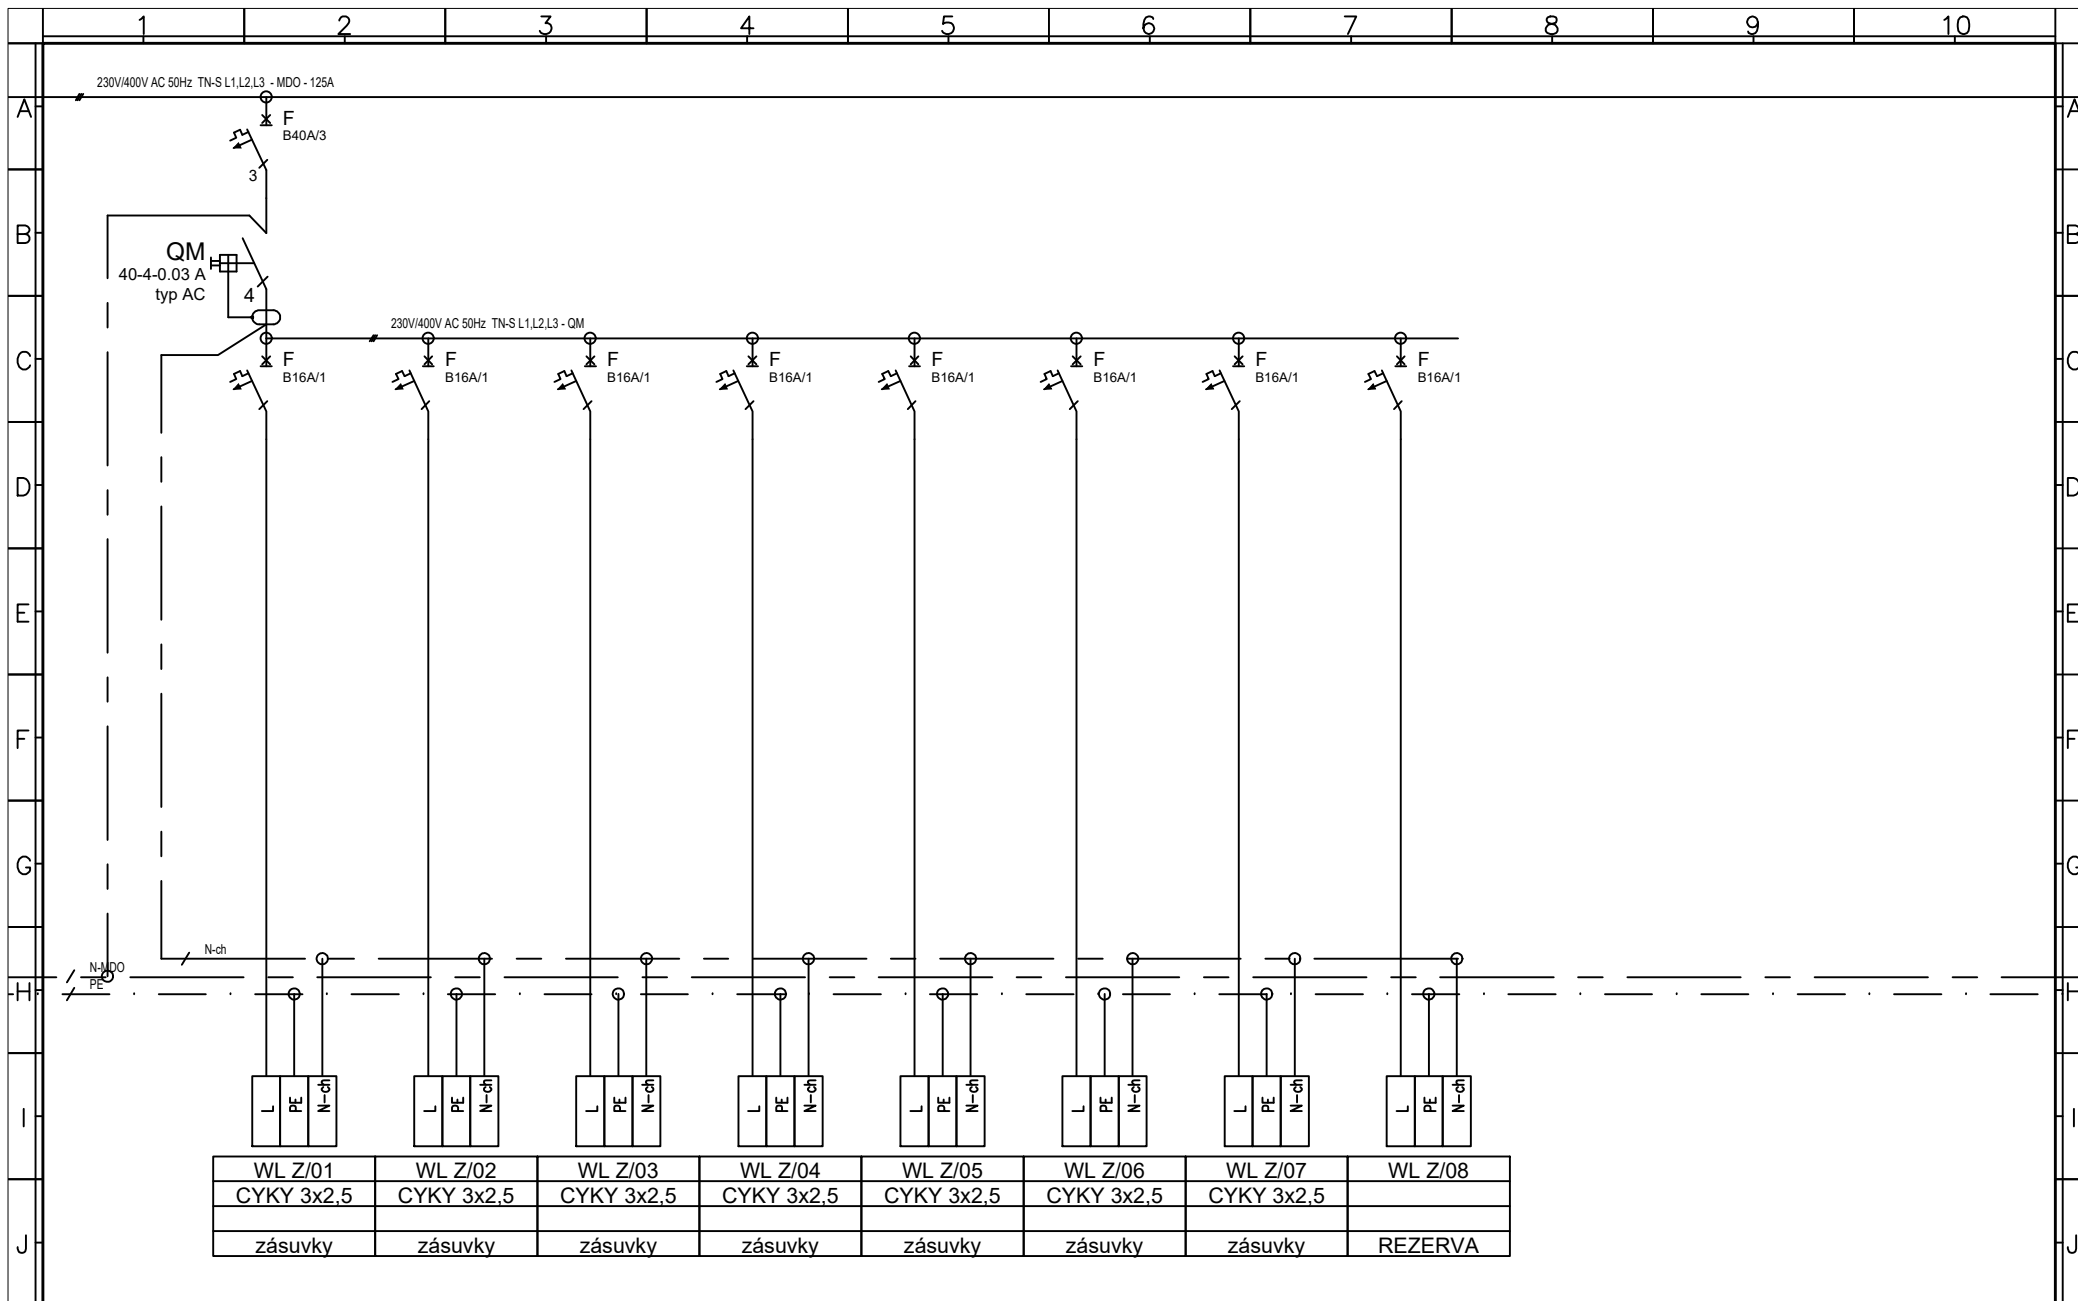 1 2 3 4 5 6 7 8 9 10
230V/400V AC 50Hz TN-S L1,L2,L3 - MDO - 125A
A A
F
B40A/3
3
B B
QM
40-4-0.03 A
typ AC
4
230V/400V AC 50Hz TN-S L1,L2,L3 - QM
C F F F F F F F F C
B16A/1 B16A/1 B16A/1 B16A/1 B16A/1 B16A/1 B16A/1 B16A/1
D D
E E
F F
G G
N-ch
N-MDO
PE
H H
L PE N-ch L PE N-ch L PE N-ch L PE N-ch L PE N-ch L PE N-ch L PE N-ch L PE N-ch
I I
WL Z/01 WL Z/02 WL Z/03 WL Z/04 WL Z/05 WL Z/06 WL Z/07 WL Z/08
CYKY 3x2,5 CYKY 3x2,5 CYKY 3x2,5 CYKY 3x2,5 CYKY 3x2,5 CYKY 3x2,5 CYKY 3x2,5
J zásuvky zásuvky zásuvky zásuvky zásuvky zásuvky zásuvky REZERVA J